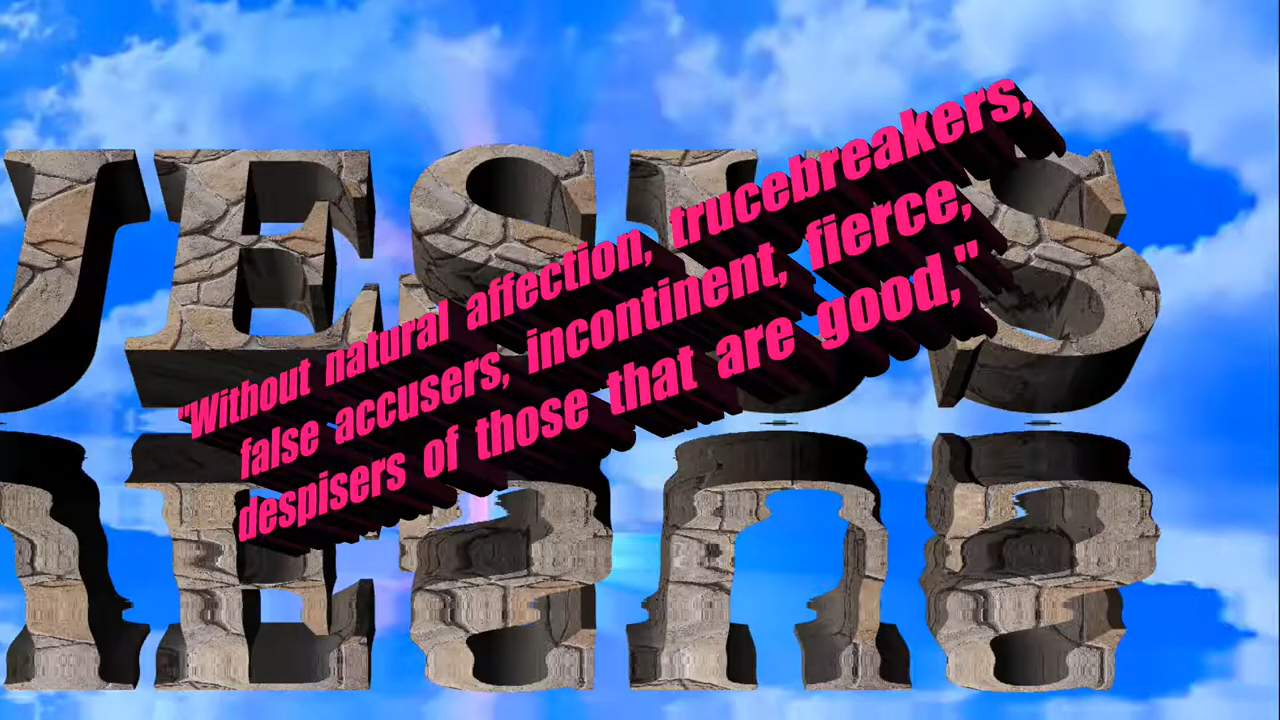 JESUS
"Without natural affection, trucebreakers,
false accusers, incontinent, fierce,
despisers of those that are good,"